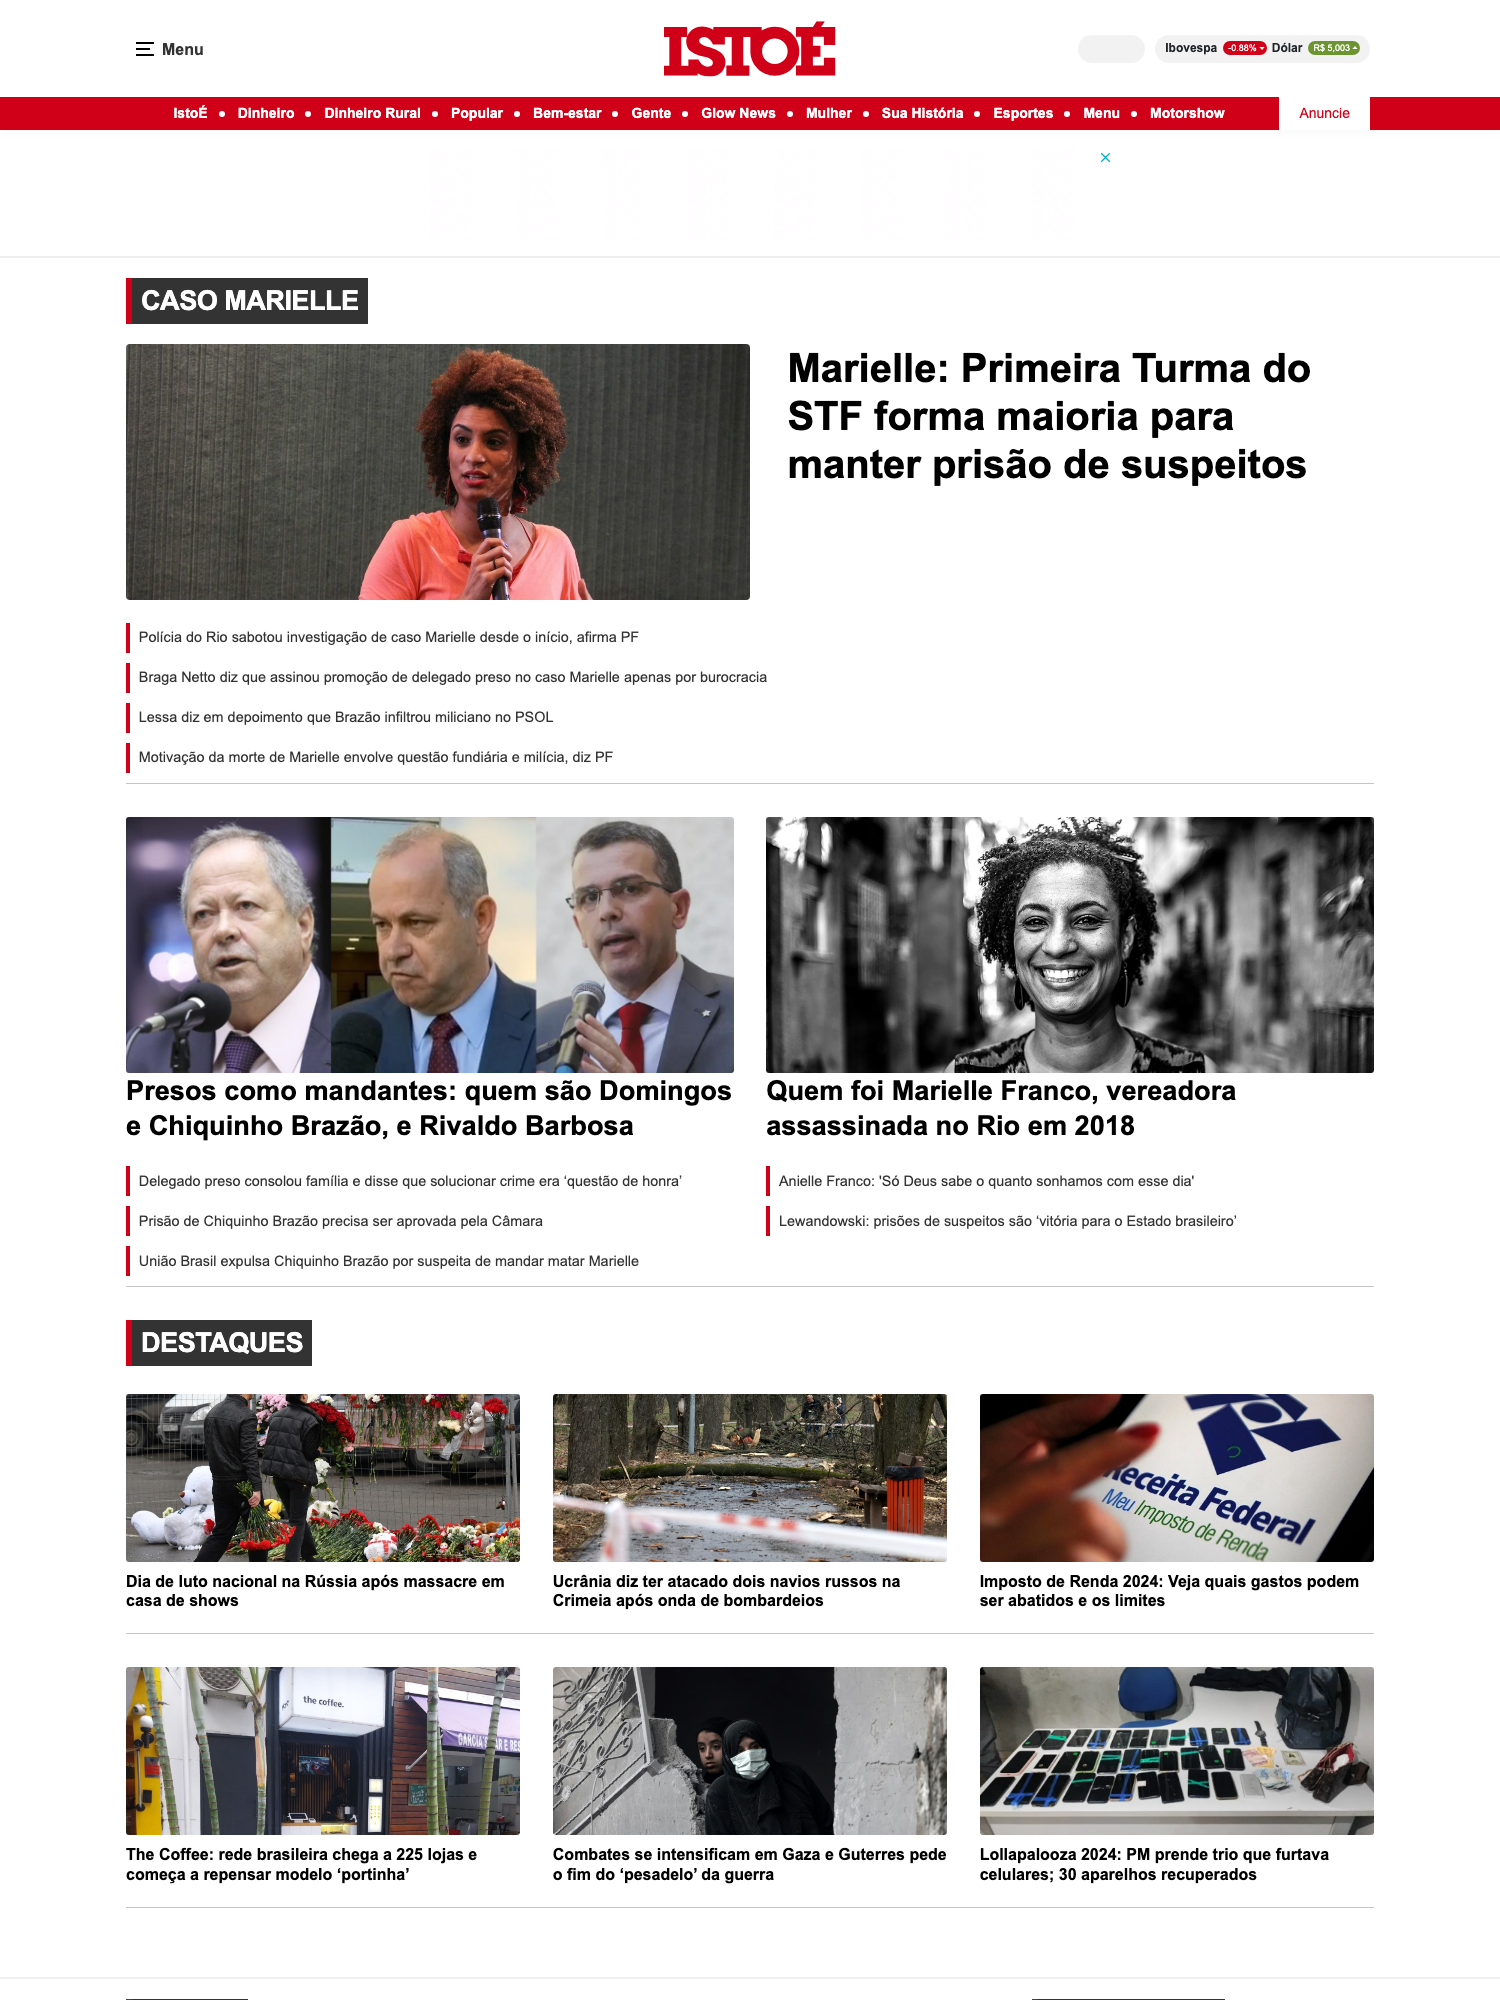 Menu
ISTOÉ
Ibovespa -0.88% Dólar R$ 5,003
IstoÉ • Dinheiro • Dinheiro Rural • Popular • Bem-estar • Gente • Glow News • Mulher • Sua História • Esportes • Menu • Motorshow
Anuncie
CASO MARIELLE
Marielle: Primeira Turma do
STF forma maioria para
manter prisão de suspeitos
Polícia do Rio sabotou investigação de caso Marielle desde o início, afirma PF
Braga Netto diz que assinou promoção de delegado preso no caso Marielle apenas por burocracia
Lessa diz em depoimento que Brazão infiltrou miliciano no PSOL
Motivação da morte de Marielle envolve questão fundiária e milícia, diz PF
Presos como mandantes: quem são Domingos
e Chiquinho Brazão, e Rivaldo Barbosa
Delegado preso consolou família e disse que solucionar crime era ‘questão de honra’
Prisão de Chiquinho Brazão precisa ser aprovada pela Câmara
União Brasil expulsa Chiquinho Brazão por suspeita de mandar matar Marielle
Quem foi Marielle Franco, vereadora
assassinada no Rio em 2018
Anielle Franco: 'Só Deus sabe o quanto sonhamos com esse dia'
Lewandowski: prisões de suspeitos são ‘vitória para o Estado brasileiro’
DESTAQUES
Dia de luto nacional na Rússia após massacre em
casa de shows
Ucrânia diz ter atacado dois navios russos na
Crimeia após onda de bombardeios
Receita Federal
Meu Imposto de Renda
Imposto de Renda 2024: Veja quais gastos podem
ser abatidos e os limites
the coffee.
GARCIA'S BAR E RES
The Coffee: rede brasileira chega a 225 lojas e
começa a repensar modelo ‘portinha’
Combates se intensificam em Gaza e Guterres pede
o fim do ‘pesadelo’ da guerra
Lollapalooza 2024: PM prende trio que furtava
celulares; 30 aparelhos recuperados